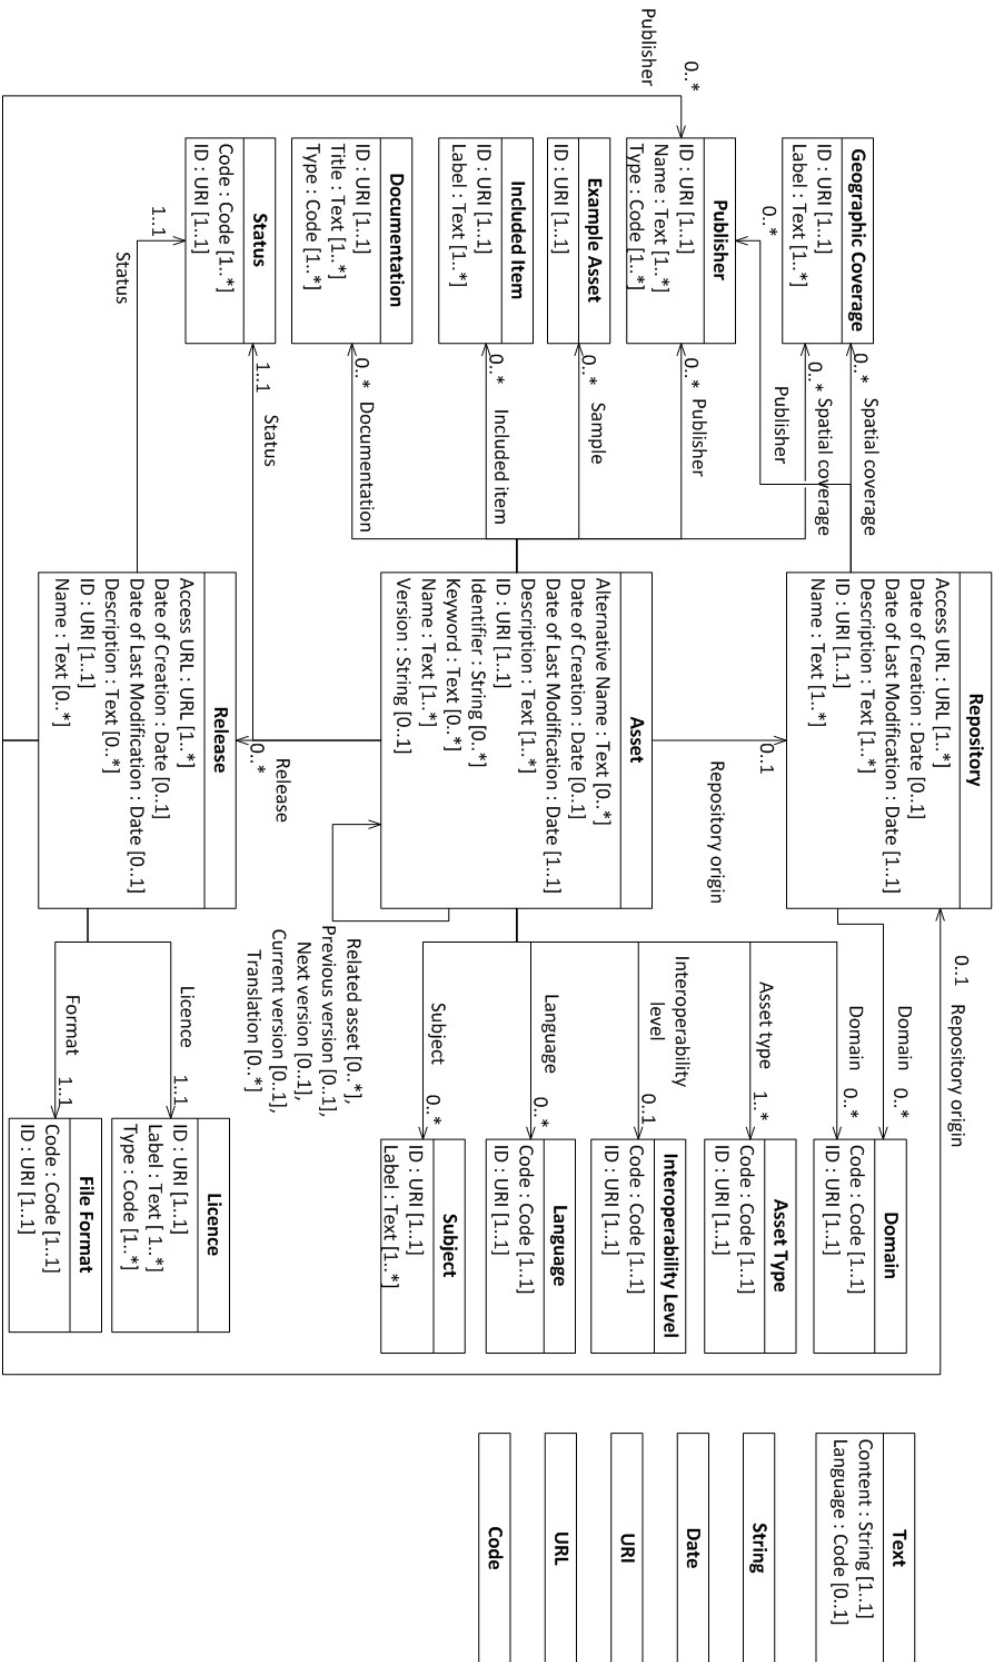 Geographic Coverage
ID : URI [1..1]
Label : Text [1..*]
Publisher
ID : URI [1..1]
Name : Text [1..*]
Type : Code [1..*]
Example Asset
ID : URI [1..1]
Included Item
ID : URI [1..1]
Label : Text [1..*]
Documentation
ID : URI [1..1]
Title : Text [1..*]
Type : Code [1..*]
Status
Code : Code [1..*]
ID : URI [1..1]
0..*
Publisher
0..*
0..* Spatial coverage
0..* Spatial coverage
Publisher
0..* Publisher
0..* Sample
0..* Included item
0..* Documentation
1..1 Status
1..1
Status
Repository
Access URL : URL [1..*]
Date of Creation : Date [0..1]
Date of Last Modification : Date [1..1]
Description : Text [1..*]
ID : URI [1..1]
Name : Text [1..*]
0..1
Repository origin
Asset
Alternative Name : Text [0..*]
Date of Creation : Date [0..1]
Date of Last Modification : Date [1..1]
Description : Text [1..*]
ID : URI [1..1]
Identifier : String [0..*]
Keyword : Text [0..*]
Name : Text [1..*]
Version : String [0..1]
Release
0..*
Release
Access URL : URL [1..*]
Date of Creation : Date [0..1]
Date of Last Modification : Date [0..1]
Description : Text [0..*]
ID : URI [1..1]
Name : Text [0..*]
0..1 Repository origin
Domain 0..*
Domain 0..*
Asset type 1..*
Interoperability
level
0..1
Language 0..*
Subject 0..*
Related asset [0..*],
Previous version [0..1],
Next version [0..1],
Current version [0..1],
Translation [0..*]
Licence 1..1
Format 1..1
Domain
Code : Code [1..1]
ID : URI [1..1]
Asset Type
Code : Code [1..1]
ID : URI [1..1]
Interoperability Level
Code : Code [1..1]
ID : URI [1..1]
Language
Code : Code [1..1]
ID : URI [1..1]
Subject
ID : URI [1..1]
Label : Text [1..*]
Licence
ID : URI [1..1]
Label : Text [ 1..*]
Type : Code [1..*]
File Format
Code : Code [1..1]
ID : URI [1..1]
Text
Content : String [1..1]
Language : Code [0..1]
String
Date
URI
URL
Code